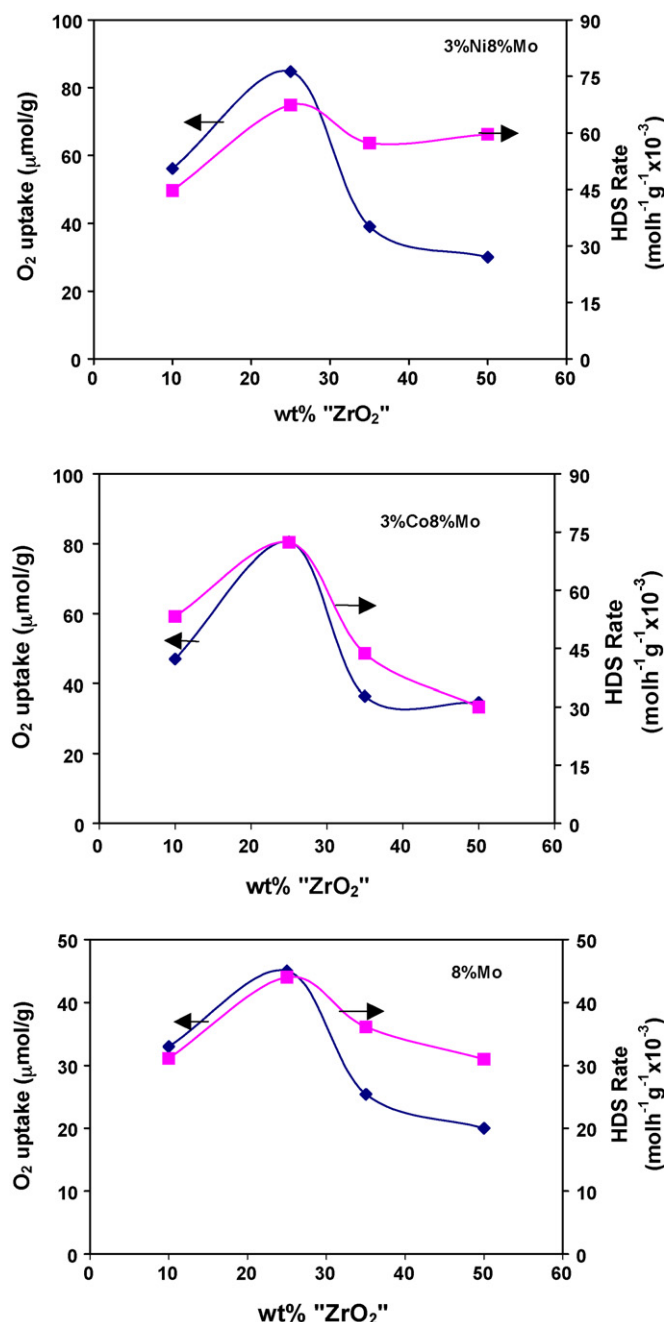 3%Ni8%Mo
100
80
60
40
20
0
O₂ uptake (μmol/g)
90
75
60
45
30
15
0
HDS Rate
(molh⁻¹g⁻¹x10⁻³)
0 10 20 30 40 50 60
wt% "ZrO₂"
3%Co8%Mo
100
80
60
40
20
0
O₂ uptake (μmol/g)
90
75
60
45
30
15
0
HDS Rate
(molh⁻¹g⁻¹x10⁻³)
0 10 20 30 40 50 60
wt% "ZrO₂"
8%Mo
50
40
30
20
10
0
O₂ uptake (μmol/g)
50
40
30
20
10
0
HDS Rate
(molh⁻¹g⁻¹x10⁻³)
0 10 20 30 40 50 60
wt% "ZrO₂"